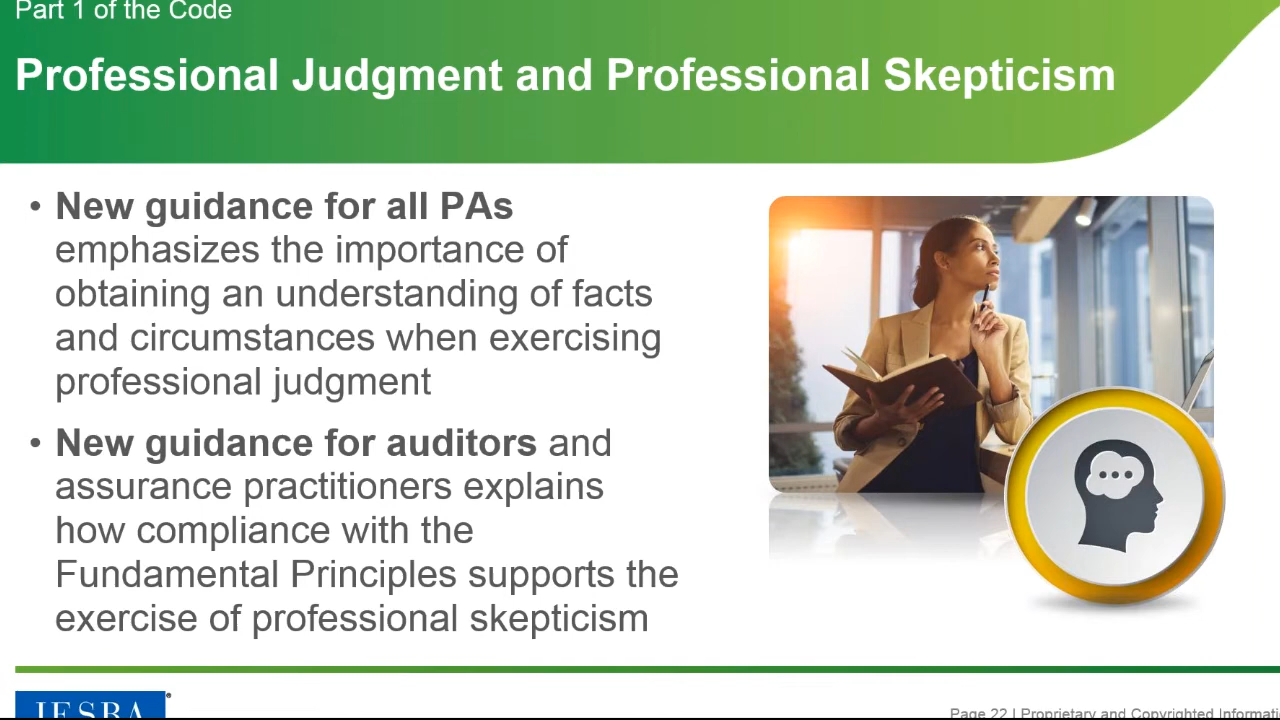 Part 1 of the Code
Professional Judgment and Professional Skepticism
• New guidance for all PAs
emphasizes the importance of
obtaining an understanding of facts
and circumstances when exercising
professional judgment
• New guidance for auditors and
assurance practitioners explains
how compliance with the
Fundamental Principles supports the
exercise of professional skepticism
IESBA
Page 22 | Proprietary and Copyrighted Informati